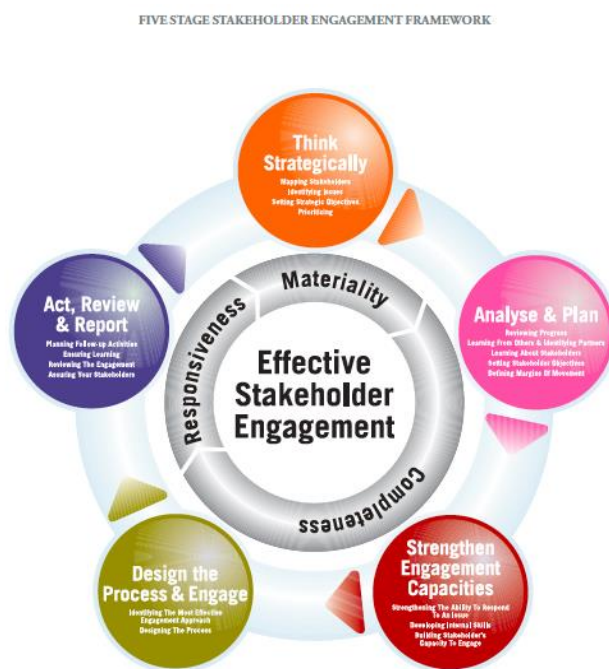 FIVE STAGE STAKEHOLDER ENGAGEMENT FRAMEWORK
Think
Strategically
Mapping Stakeholders
Identifying Issues
Setting Strategic Objectives
Prioritising
Analyse & Plan
Reviewing Progress
Learning From Others & Identifying Partners
Learning About Stakeholders
Setting Stakeholder Objectives
Defining Margins Of Movement
Strengthen
Engagement
Capacities
Strengthening The Ability To Respond
To An Issue
Developing Internal Skills
Building Stakeholder's
Capacity To Engage
Design the
Process & Engage
Identifying The Most Effective
Engagement Approach
Designing The Process
Act, Review
& Report
Planning Follow-up Activities
Ensuring Learning
Reviewing The Engagement
Assuring Your Stakeholders
Materiality
Completeness
Responsiveness
Effective
Stakeholder
Engagement